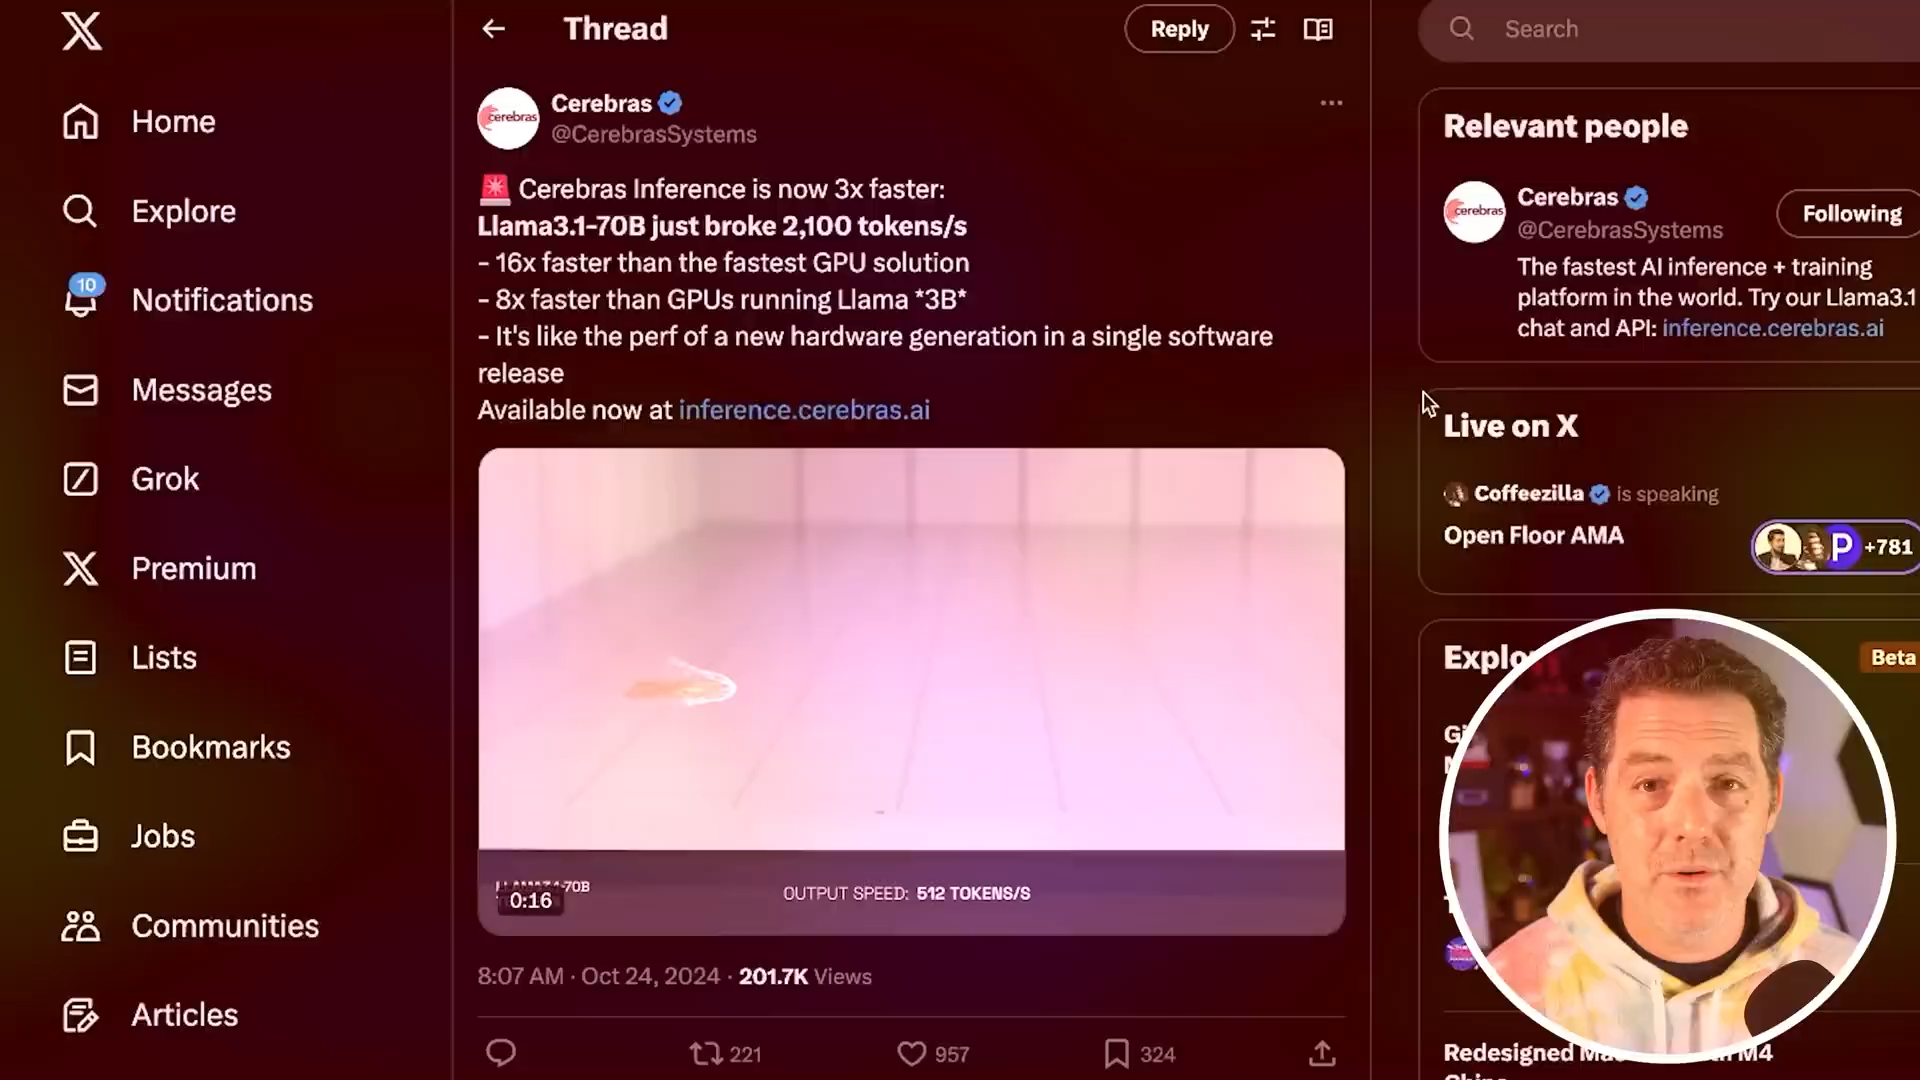 Home
Explore
10
Notifications
Messages
Grok
Premium
Lists
Bookmarks
Jobs
Communities
Articles
Thread
Reply
cerebras
Cerebras
@CerebrasSystems
Cerebras Inference is now 3x faster:
Llama3.1-70B just broke 2,100 tokens/s
- 16x faster than the fastest GPU solution
- 8x faster than GPUs running Llama *3B*
- It's like the perf of a new hardware generation in a single software
release
Available now at inference.cerebras.ai
70B
0:16
OUTPUT SPEED: 512 TOKENS/S
8:07 AM · Oct 24, 2024 · 201.7K Views
221
957
324
Search
Relevant people
cerebras
Cerebras
Following
@CerebrasSystems
The fastest AI inference + training
platform in the world. Try our Llama3.1
chat and API: inference.cerebras.ai
Live on X
Coffeezilla is speaking
Open Floor AMA
P +781
Beta
Redesigned M4